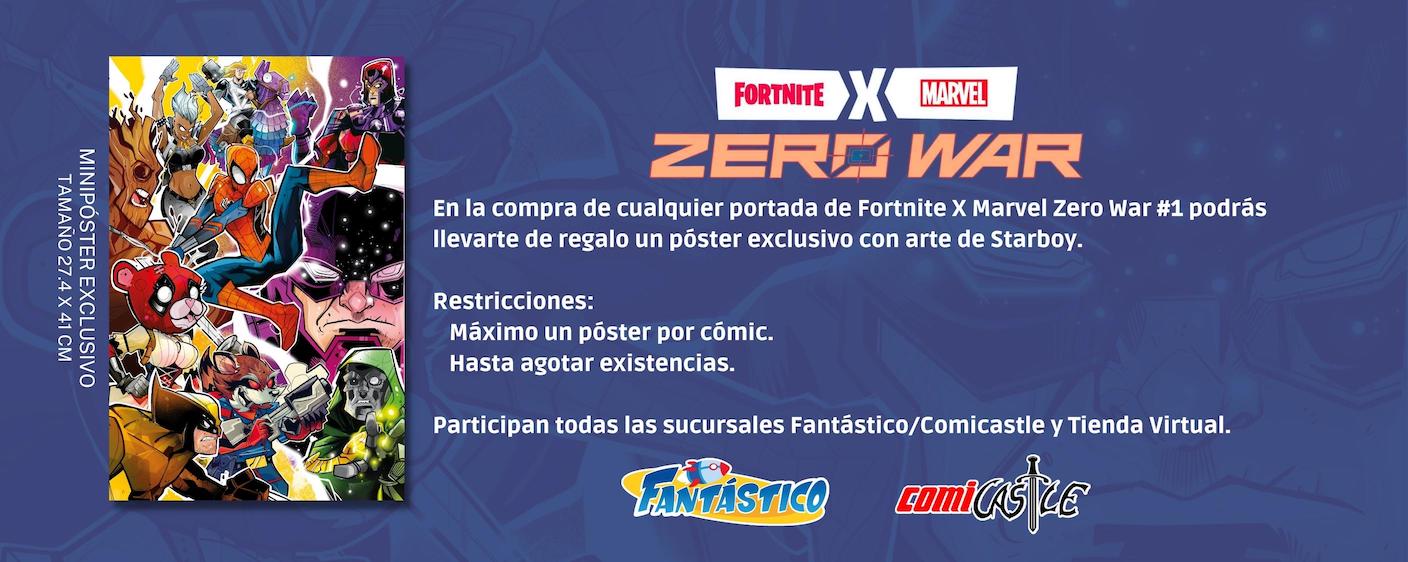 MINIPÓSTER EXCLUSIVO
TAMAÑO 27.4 X 41 CM
FORTNITE X MARVEL
ZERO WAR
En la compra de cualquier portada de Fortnite X Marvel Zero War #1 podrás
llevarte de regalo un póster exclusivo con arte de Starboy.
Restricciones:
Máximo un póster por cómic.
Hasta agotar existencias.
Participan todas las sucursales Fantástico/Comicastle y Tienda Virtual.
FANTÁSTICO
comiCASTLE